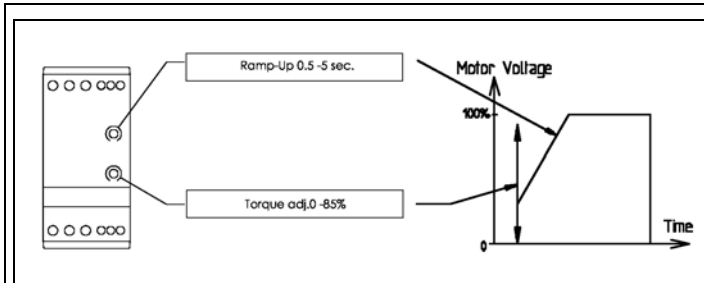 Ramp-Up 0.5 -5 sec.
Motor Voltage
100%
Torque adj.0 -85%
Time
0